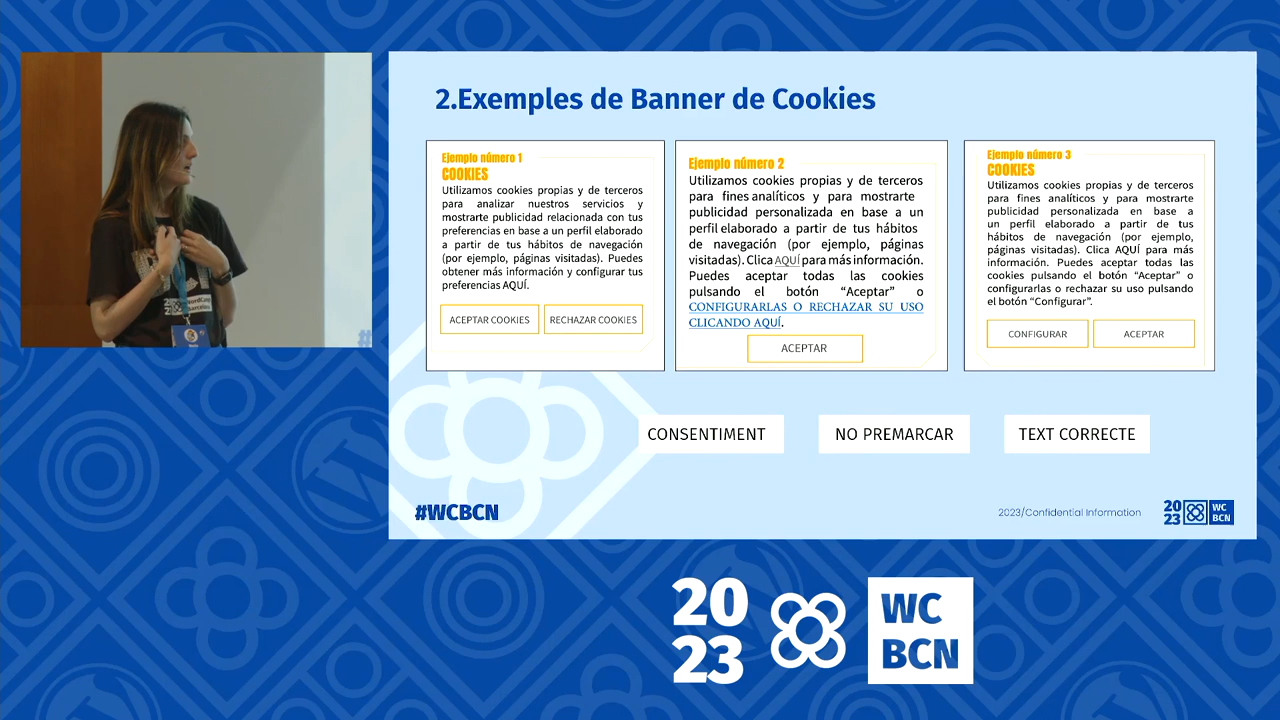 2.Exemples de Banner de Cookies
Ejemplo número 1
COOKIES
Utilizamos cookies propias y de terceros
para analizar nuestros servicios y
mostrarte publicidad relacionada con tus
preferencias en base a un perfil elaborado
a partir de tus hábitos de navegación
(por ejemplo, páginas visitadas). Puedes
obtener más información y configurar tus
preferencias AQUÍ.
ACEPTAR COOKIES
RECHAZAR COOKIES
Ejemplo número 2
Utilizamos cookies propias y de terceros
para fines analíticos y para mostrarte
publicidad personalizada en base a un
perfil elaborado a partir de tus hábitos
de navegación (por ejemplo, páginas
visitadas). Clica AQUÍ para más información.
Puedes aceptar todas las cookies
pulsando el botón “Aceptar” o
CONFIGURARLAS O RECHAZAR SU USO
CLICANDO AQUÍ.
ACEPTAR
Ejemplo número 3
COOKIES
Utilizamos cookies propias y de terceros
para fines analíticos y para mostrarte
publicidad personalizada en base a
un perfil elaborado a partir de tus
hábitos de navegación (por ejemplo,
páginas visitadas). Clica AQUÍ para más
información. Puedes aceptar todas las
cookies pulsando el botón “Aceptar” o
configurarlas o rechazar su uso pulsando
el botón “Configurar”.
CONFIGURAR
ACEPTAR
CONSENTIMENT
NO PREMARCAR
TEXT CORRECTE
#WCBCN
2023/Confidential Information
20
23
WC
BCN
20
23
WC
BCN